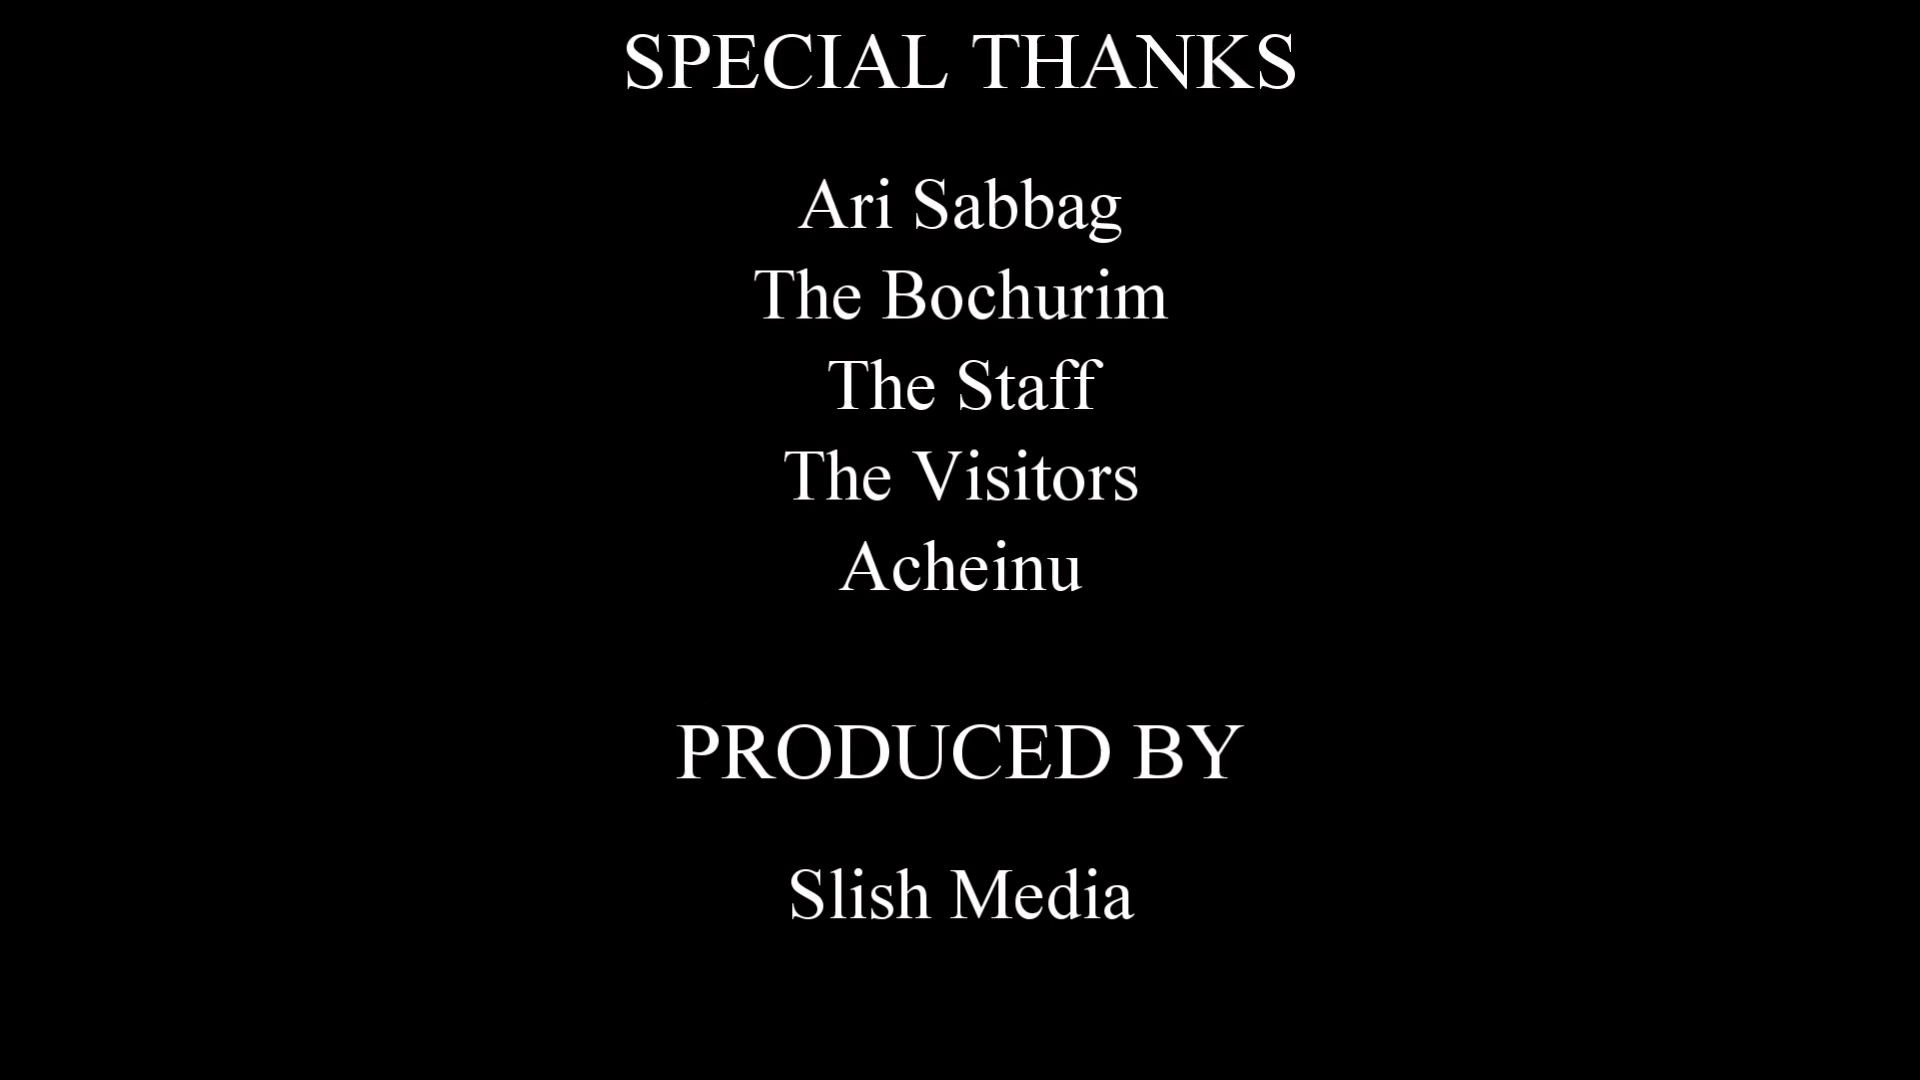 SPECIAL THANKS
Ari Sabbag
The Bochurim
The Staff
The Visitors
Acheinu
PRODUCED BY
Slish Media